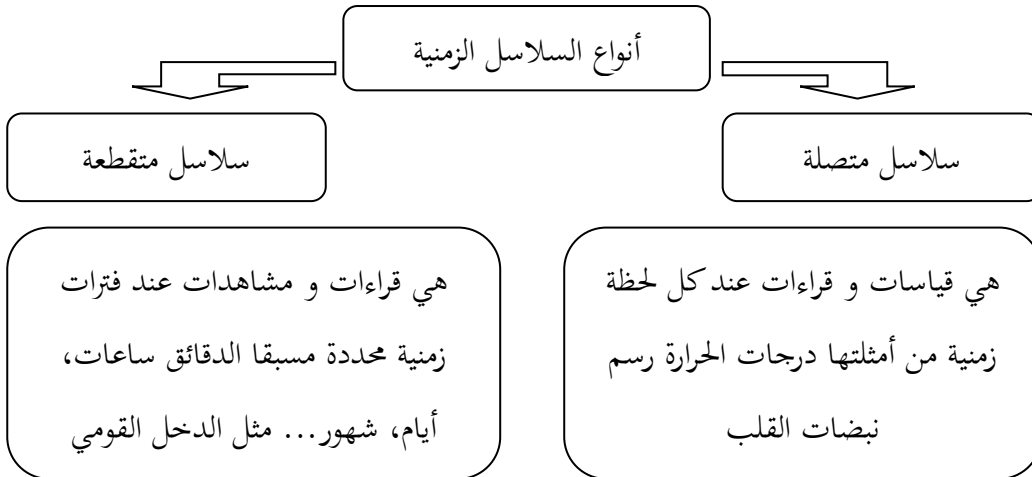 أنواع السلاسل الزمنية
سلاسل متصلة
سلاسل متقطعة
هي قياسات و قراءات عند كل لحظة
زمنية من أمثلتها درجات الحرارة رسم
نبضات القلب
هي قراءات و مشاهدات عند فترات
زمنية محددة مسبقا الدقائق ساعات،
أيام، شهور... مثل الدخل القومي